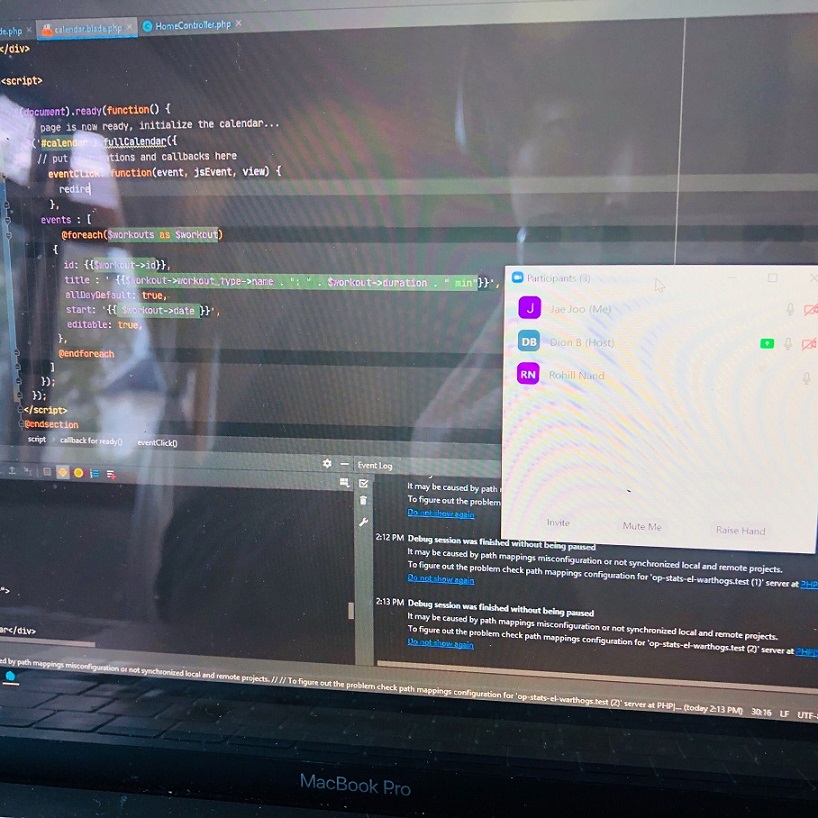 de.php × calendar.blade.php × HomeController.php ×
</div>
<script>
document).ready(function() {
page is now ready, initialize the calendar...
('#calendar').fullCalendar({
// put options and callbacks here
eventClick: function(event, jsEvent, view) {
redire
},
events : [
@foreach($workouts as $workout)
{
id: {{$workout->id}},
title : ' {{$workout->workout_type->name . ": " . $workout->duration . " min"}}',
allDayDefault: true,
start: '{{ $workout->date }}',
editable: true,
},
@endforeach
]
});
});
</script>
@endsection
script › callback for ready() › eventClick()
Participants (3)
J Jae Joo (Me)
DB Dion B (Host)
RN Rohill Nand
Invite Mute Me Raise Hand
Event Log
It may be caused by path
To figure out the problem
Do not show again
2:12 PM Debug session was finished without being paused
It may be caused by path mappings misconfiguration or not synchronized local and remote projects.
To figure out the problem check path mappings configuration for 'op-stats-el-warthogs.test (1)' server at PHP
Do not show again
2:13 PM Debug session was finished without being paused
It may be caused by path mappings misconfiguration or not synchronized local and remote projects.
To figure out the problem check path mappings configuration for 'op-stats-el-warthogs.test (2)' server at PHP
Do not show again
">
ar</div>
ed by path mappings misconfiguration or not synchronized local and remote projects. // // To figure out the problem check path mappings configuration for 'op-stats-el-warthogs.test (2)' server at PHP|... (today 2:13 PM) 30:16 LF UTF-
MacBook Pro